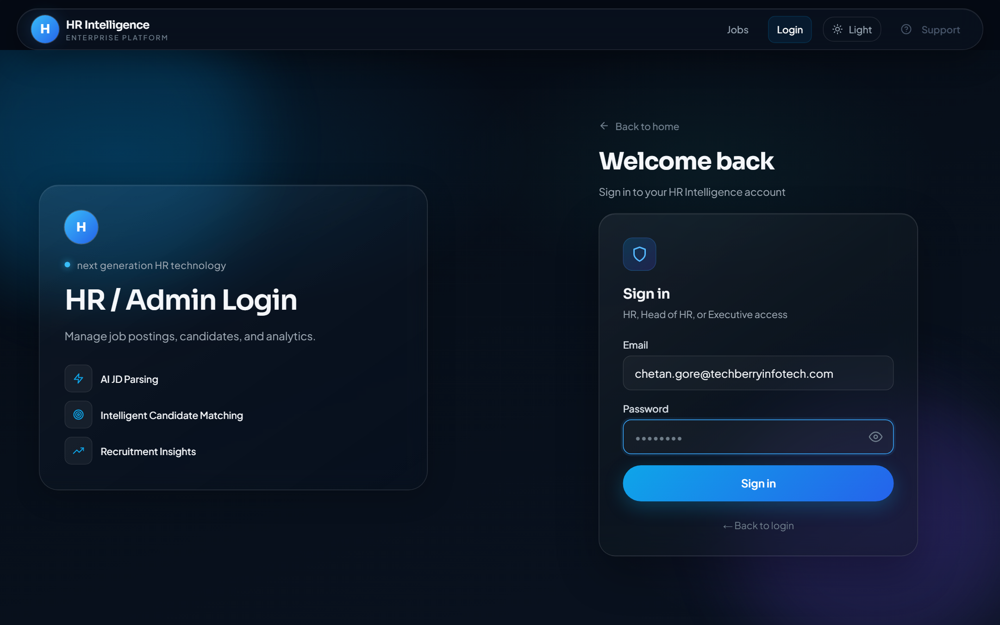 H
HR Intelligence
ENTERPRISE PLATFORM
Jobs
Login
Light
Support
H
next generation HR technology
HR / Admin Login
Manage job postings, candidates, and analytics.
AI JD Parsing
Intelligent Candidate Matching
Recruitment Insights
← Back to home
Welcome back
Sign in to your HR Intelligence account
Sign in
HR, Head of HR, or Executive access
Email
chetan.gore@techberryinfotech.com
Password
••••••••
Sign in
← Back to login